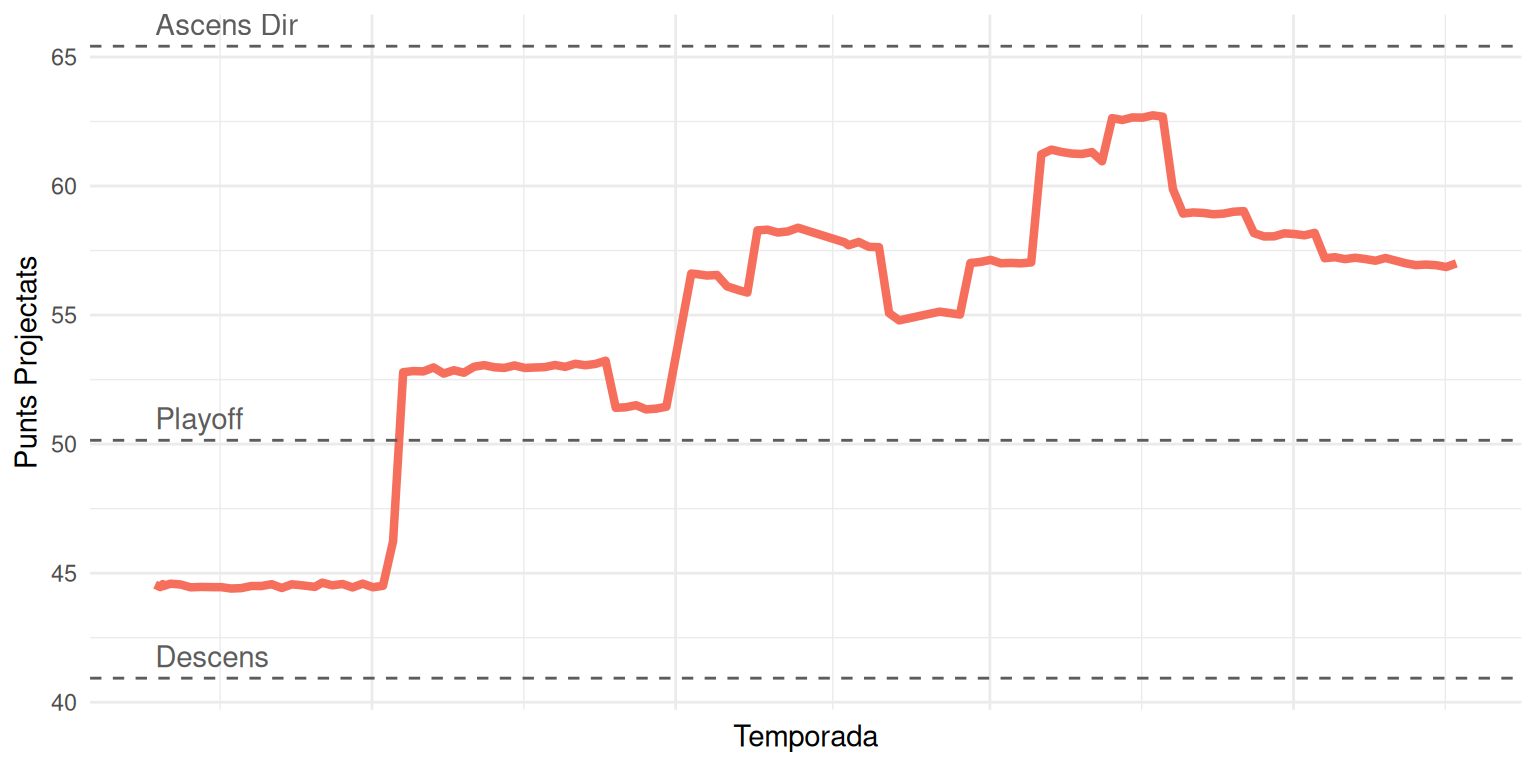 Ascens Dir
65
60
55
Playoff
50
45
Descens
40
Punts Projectats
Temporada